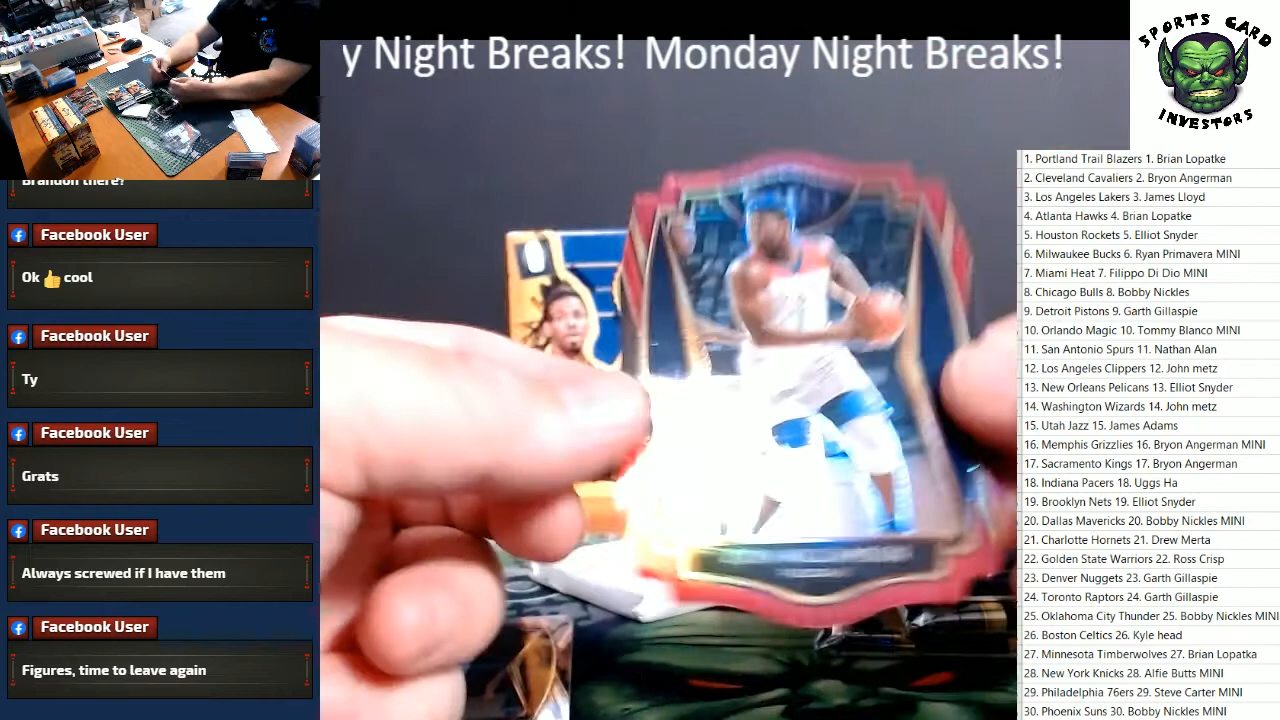 y Night Breaks! Monday Night Breaks!
SPORTS CARD
INVESTORS
Brandon there?
Facebook User
Ok 👍 cool
Facebook User
Ty
Facebook User
Grats
Facebook User
Always screwed if I have them
Facebook User
Figures, time to leave again
1. Portland Trail Blazers 1. Brian Lopatke
2. Cleveland Cavaliers 2. Bryon Angerman
3. Los Angeles Lakers 3. James Lloyd
4. Atlanta Hawks 4. Brian Lopatke
5. Houston Rockets 5. Elliot Snyder
6. Milwaukee Bucks 6. Ryan Primavera MINI
7. Miami Heat 7. Filippo Di Dio MINI
8. Chicago Bulls 8. Bobby Nickles
9. Detroit Pistons 9. Garth Gillaspie
10. Orlando Magic 10. Tommy Blanco MINI
11. San Antonio Spurs 11. Nathan Alan
12. Los Angeles Clippers 12. John metz
13. New Orleans Pelicans 13. Elliot Snyder
14. Washington Wizards 14. John metz
15. Utah Jazz 15. James Adams
16. Memphis Grizzlies 16. Bryon Angerman MINI
17. Sacramento Kings 17. Bryon Angerman
18. Indiana Pacers 18. Uggs Ha
19. Brooklyn Nets 19. Elliot Snyder
20. Dallas Mavericks 20. Bobby Nickles MINI
21. Charlotte Hornets 21. Drew Merta
22. Golden State Warriors 22. Ross Crisp
23. Denver Nuggets 23. Garth Gillaspie
24. Toronto Raptors 24. Garth Gillaspie
25. Oklahoma City Thunder 25. Bobby Nickles MINI
26. Boston Celtics 26. Kyle head
27. Minnesota Timberwolves 27. Brian Lopatka
28. New York Knicks 28. Alfie Butts MINI
29. Philadelphia 76ers 29. Steve Carter MINI
30. Phoenix Suns 30. Bobby Nickles MINI